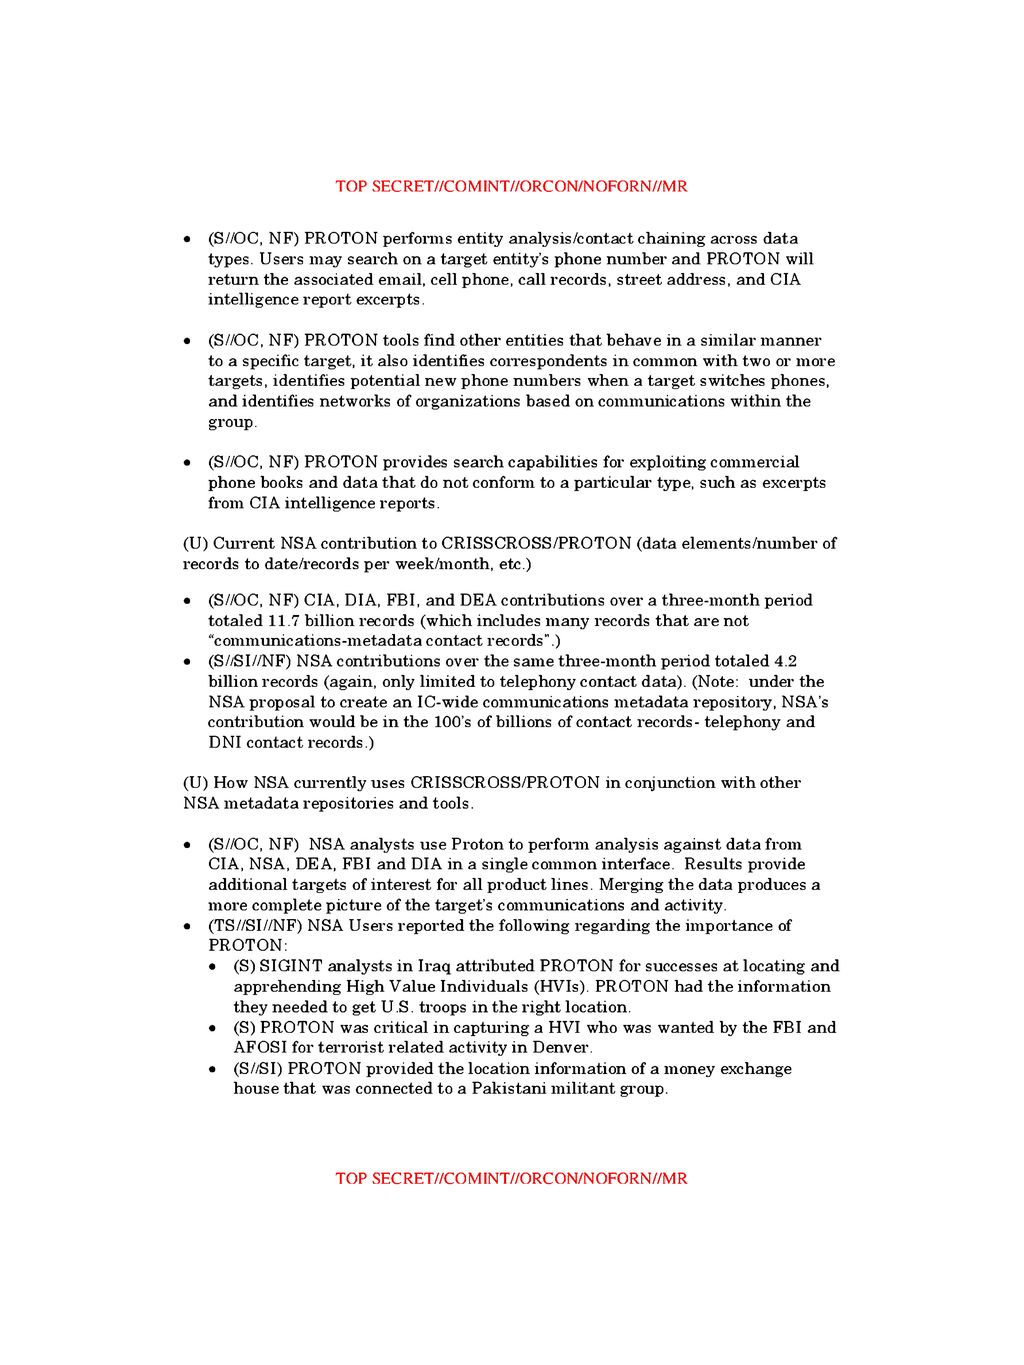 TOP SECRET//COMINT//ORCON/NOFORN//MR
• (S//OC, NF) PROTON performs entity analysis/contact chaining across data
types. Users may search on a target entity's phone number and PROTON will
return the associated email, cell phone, call records, street address, and CIA
intelligence report excerpts.
• (S//OC, NF) PROTON tools find other entities that behave in a similar manner
to a specific target, it also identifies correspondents in common with two or more
targets, identifies potential new phone numbers when a target switches phones,
and identifies networks of organizations based on communications within the
group.
• (S//OC, NF) PROTON provides search capabilities for exploiting commercial
phone books and data that do not conform to a particular type, such as excerpts
from CIA intelligence reports.
(U) Current NSA contribution to CRISSCROSS/PROTON (data elements/number of
records to date/records per week/month, etc.)
• (S//OC, NF) CIA, DIA, FBI, and DEA contributions over a three-month period
totaled 11.7 billion records (which includes many records that are not
“communications-metadata contact records”.)
• (S//SI//NF) NSA contributions over the same three-month period totaled 4.2
billion records (again, only limited to telephony contact data). (Note:  under the
NSA proposal to create an IC-wide communications metadata repository, NSA's
contribution would be in the 100's of billions of contact records- telephony and
DNI contact records.)
(U) How NSA currently uses CRISSCROSS/PROTON in conjunction with other
NSA metadata repositories and tools.
• (S//OC, NF)  NSA analysts use Proton to perform analysis against data from
CIA, NSA, DEA, FBI and DIA in a single common interface.  Results provide
additional targets of interest for all product lines. Merging the data produces a
more complete picture of the target's communications and activity.
• (TS//SI//NF) NSA Users reported the following regarding the importance of
PROTON:
• (S) SIGINT analysts in Iraq attributed PROTON for successes at locating and
apprehending High Value Individuals (HVIs). PROTON had the information
they needed to get U.S. troops in the right location.
• (S) PROTON was critical in capturing a HVI who was wanted by the FBI and
AFOSI for terrorist related activity in Denver.
• (S//SI) PROTON provided the location information of a money exchange
house that was connected to a Pakistani militant group.
TOP SECRET//COMINT//ORCON/NOFORN//MR